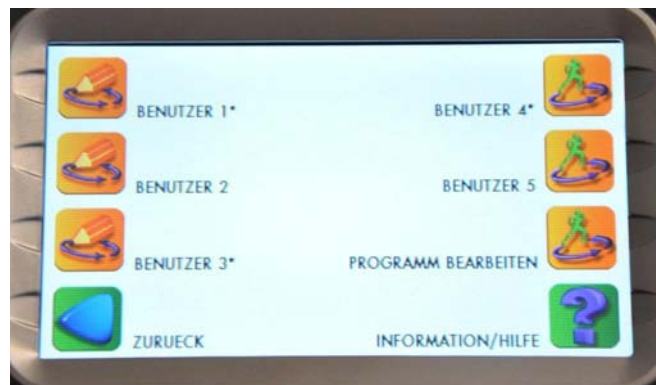 BENUTZER 1*
BENUTZER 4*
BENUTZER 2
BENUTZER 5
BENUTZER 3*
PROGRAMM BEARBEITEN
ZURUECK
INFORMATION/HILFE
?